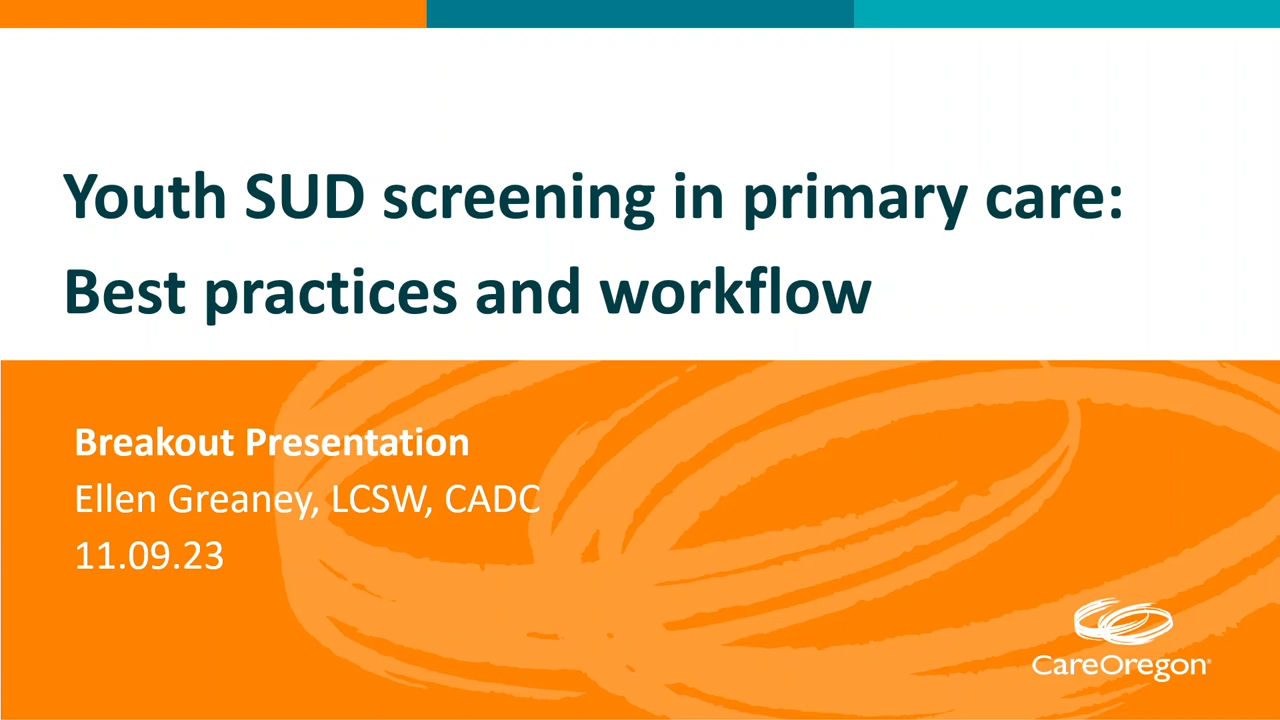 Youth SUD screening in primary care:
Best practices and workflow
Breakout Presentation
Ellen Greaney, LCSW, CADC
11.09.23
CareOregon®